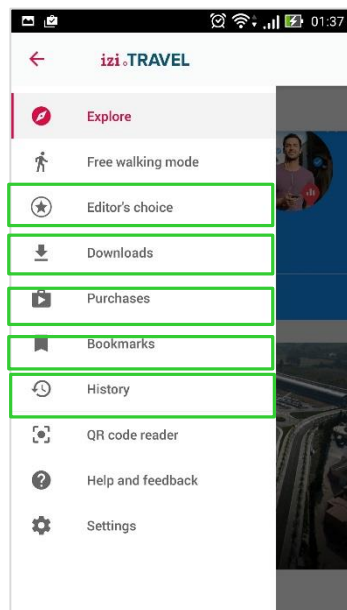 01:37
izi.TRAVEL
Explore
Free walking mode
Editor's choice
Downloads
Purchases
Bookmarks
History
QR code reader
Help and feedback
Settings